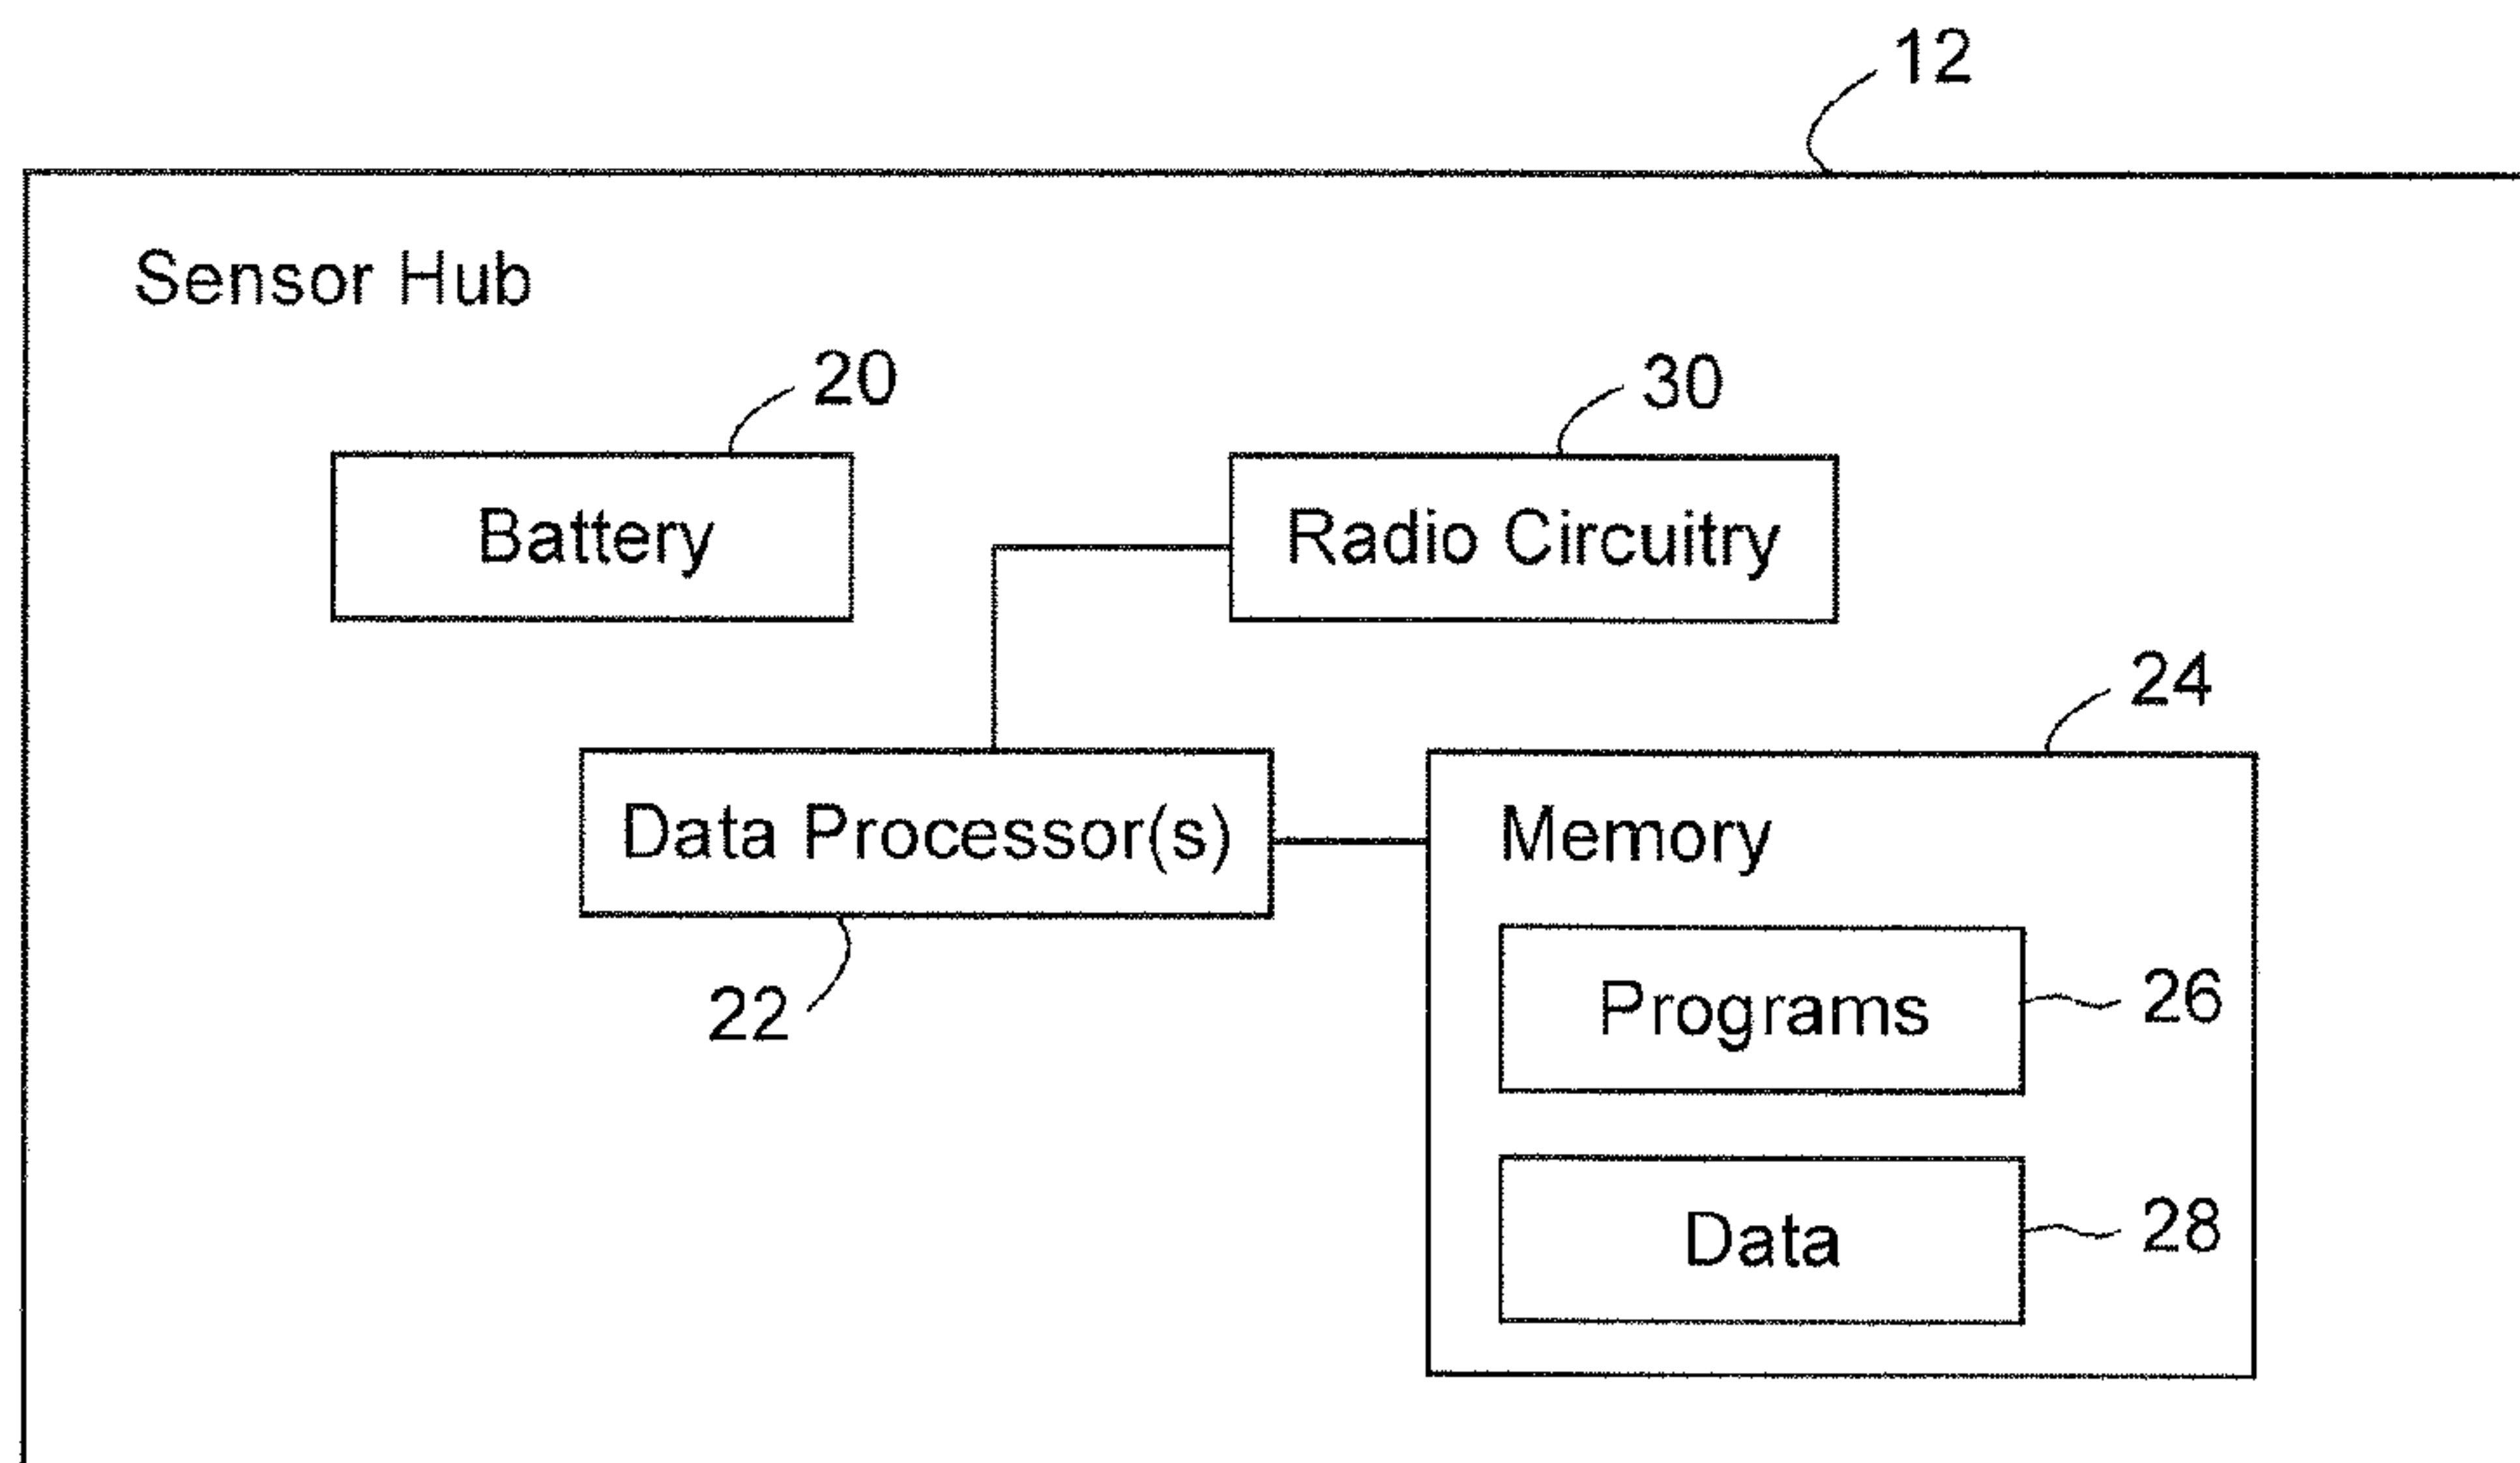 12
Sensor Hub
20
30
Battery
Radio Circuitry
24
Data Processor(s)
Memory
22
Programs
26
Data
28